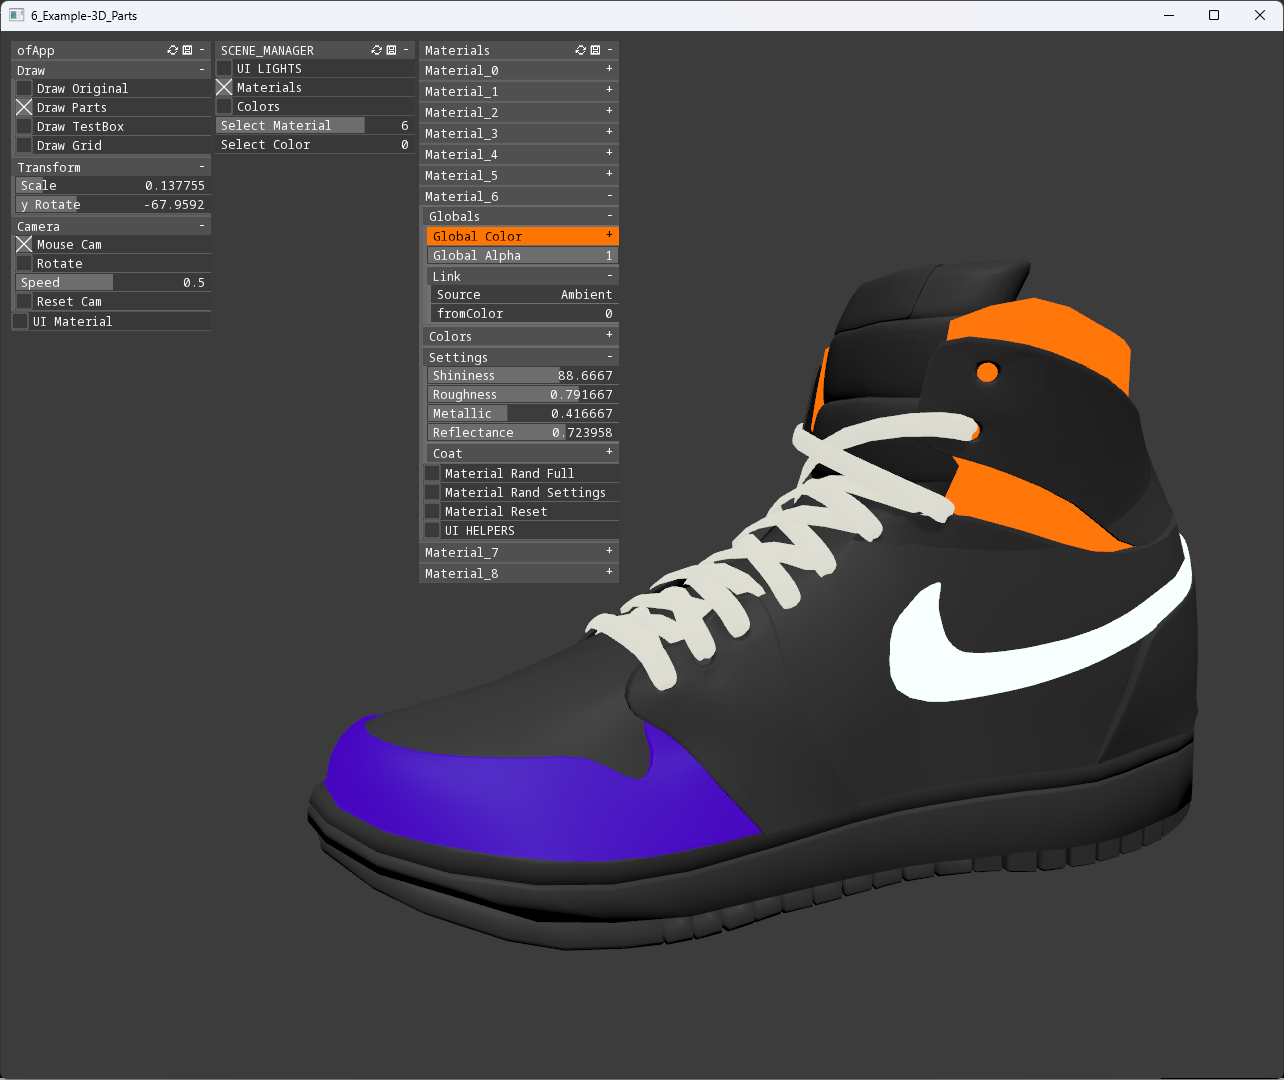 6_Example-3D_Parts
ofApp -
Draw -
Draw Original
Draw Parts
Draw TestBox
Draw Grid
Transform -
Scale 0.137755
y Rotate -67.9592
Camera -
Mouse Cam
Rotate
Speed 0.5
Reset Cam
UI Material
SCENE_MANAGER -
UI LIGHTS
Materials
Colors
Select Material 6
Select Color 0
Materials -
Material_0 +
Material_1 +
Material_2 +
Material_3 +
Material_4 +
Material_5 +
Material_6 -
Globals -
Global Color +
Global Alpha 1
Link -
Source Ambient
fromColor 0
Colors +
Settings -
Shininess 88.6667
Roughness 0.791667
Metallic 0.416667
Reflectance 0.723958
Coat +
Material Rand Full
Material Rand Settings
Material Reset
UI HELPERS
Material_7 +
Material_8 +